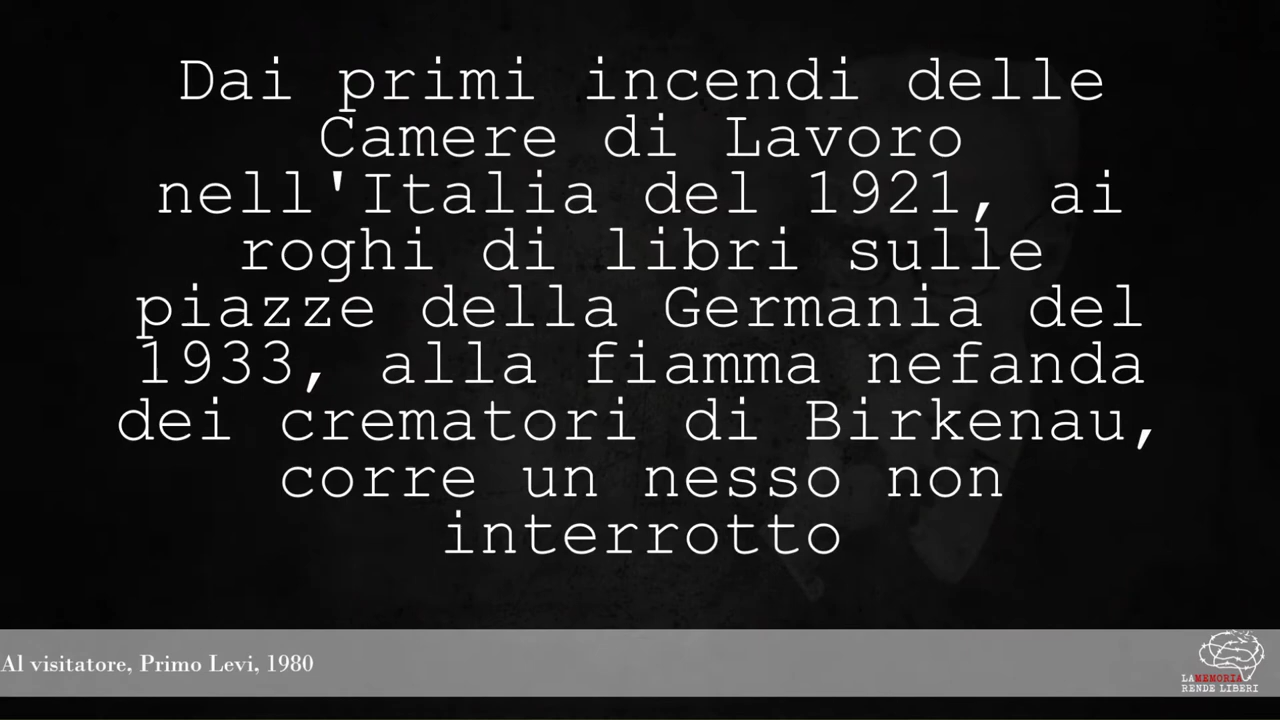 Dai primi incendi delle
Camere di Lavoro
nell'Italia del 1921, ai
roghi di libri sulle
piazze della Germania del
1933, alla fiamma nefanda
dei crematori di Birkenau,
corre un nesso non
interrotto
Al visitatore, Primo Levi, 1980
LAMEMORIA
RENDE LIBERI